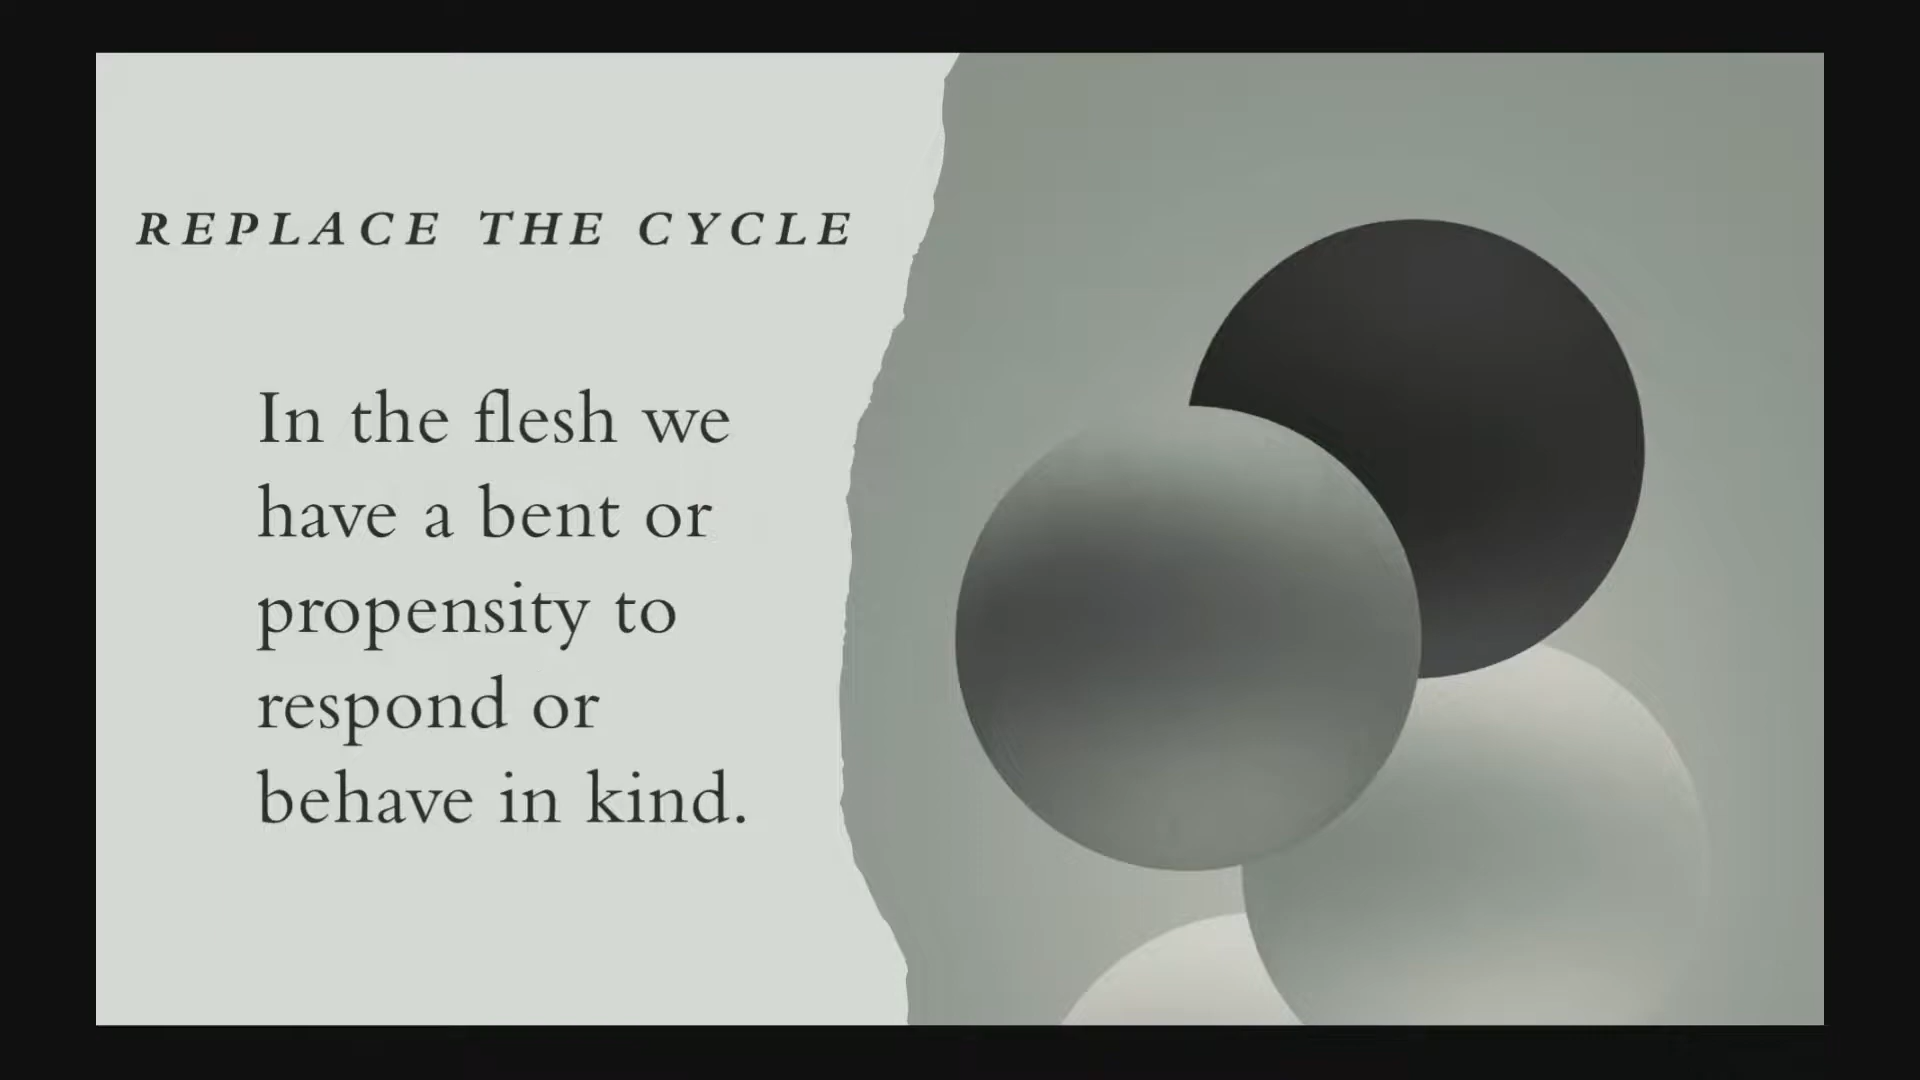 REPLACE THE CYCLE
In the flesh we
have a bent or
propensity to
respond or
behave in kind.